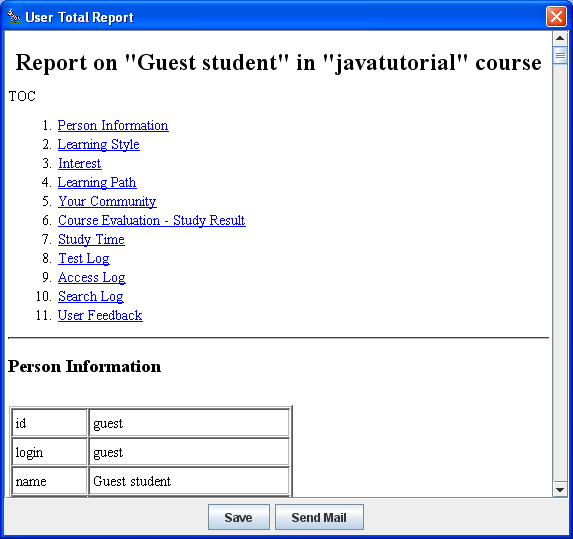 User Total Report
Report on "Guest student" in "javatutorial" course
TOC
1. Person Information
2. Learning Style
3. Interest
4. Learning Path
5. Your Community
6. Course Evaluation - Study Result
7. Study Time
8. Test Log
9. Access Log
10. Search Log
11. User Feedback
Person Information
id guest
login guest
name Guest student
Save Send Mail